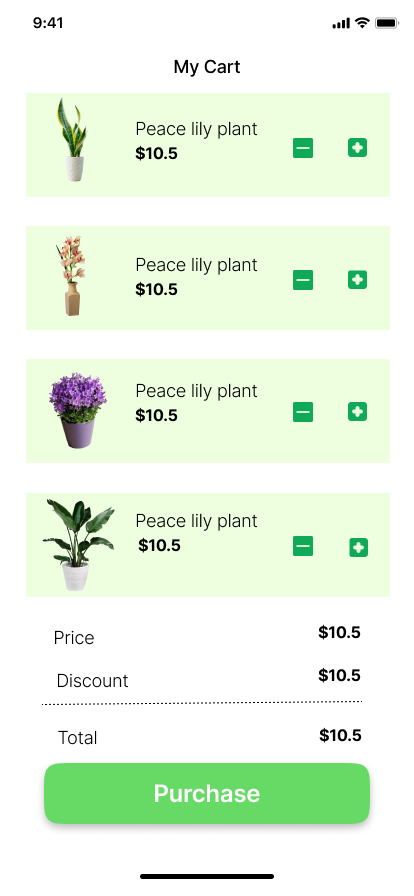 9:41
My Cart
Peace lily plant
$10.5
Peace lily plant
$10.5
Peace lily plant
$10.5
Peace lily plant
$10.5
Price $10.5
Discount $10.5
Total $10.5
Purchase